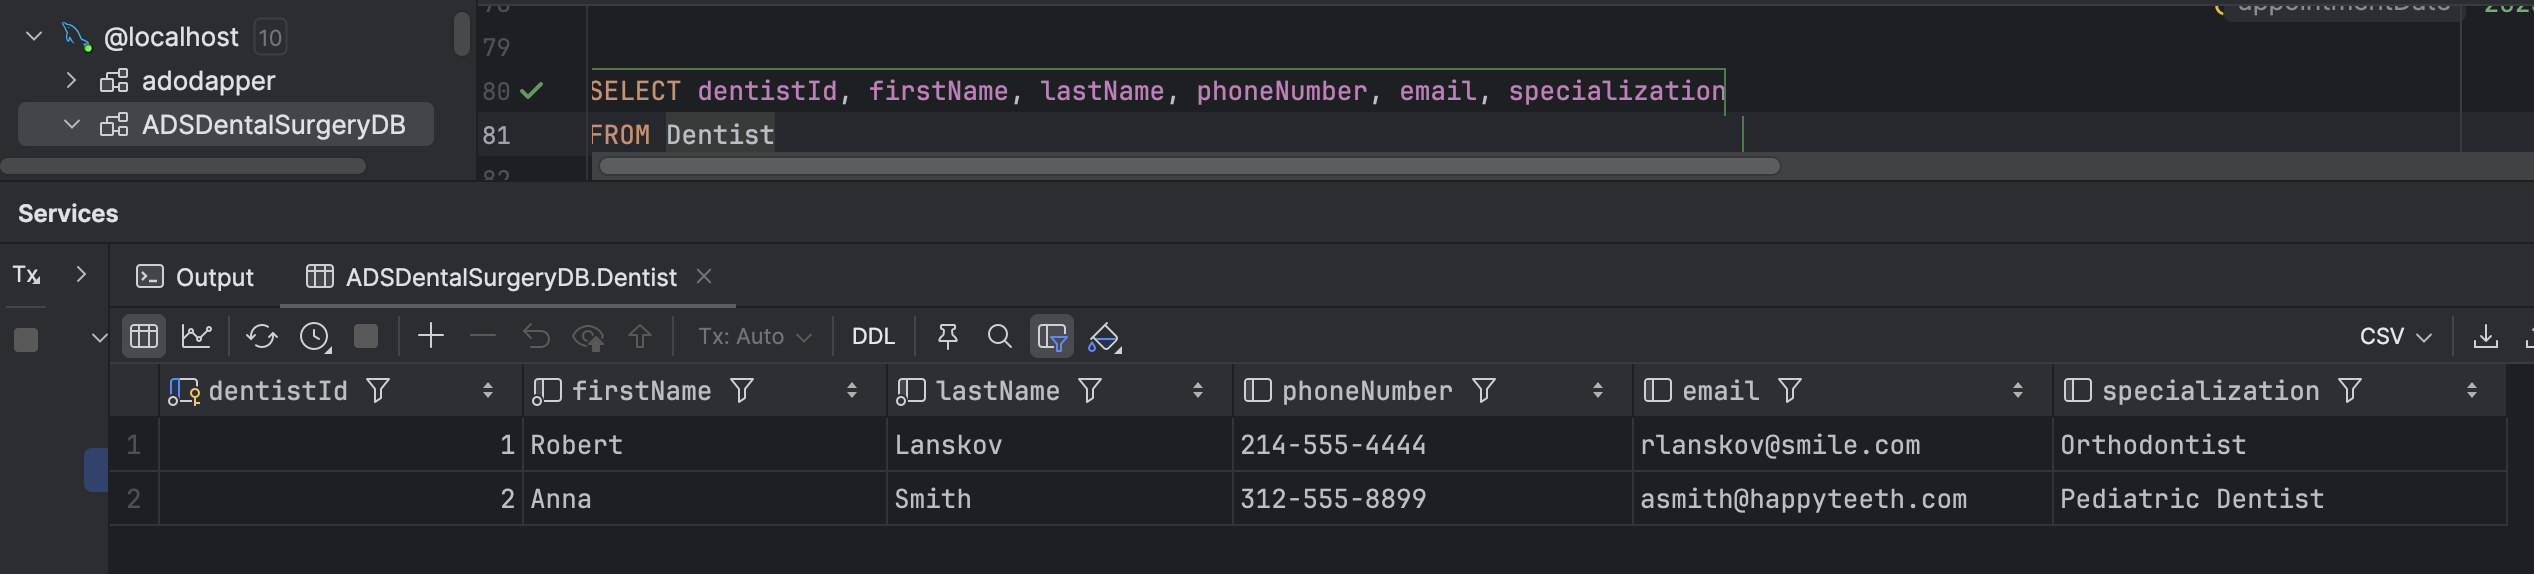 @localhost 10
adodapper
ADSDentalSurgeryDB
appointmentDate
79
80 SELECT dentistId, firstName, lastName, phoneNumber, email, specialization
81 FROM Dentist
82
Services
Tx
Output ADSDentalSurgeryDB.Dentist
Tx: Auto DDL CSV
dentistId firstName lastName phoneNumber email specialization
1 1 Robert Lanskov 214-555-4444 rlanskov@smile.com Orthodontist
2 2 Anna Smith 312-555-8899 asmith@happyteeth.com Pediatric Dentist